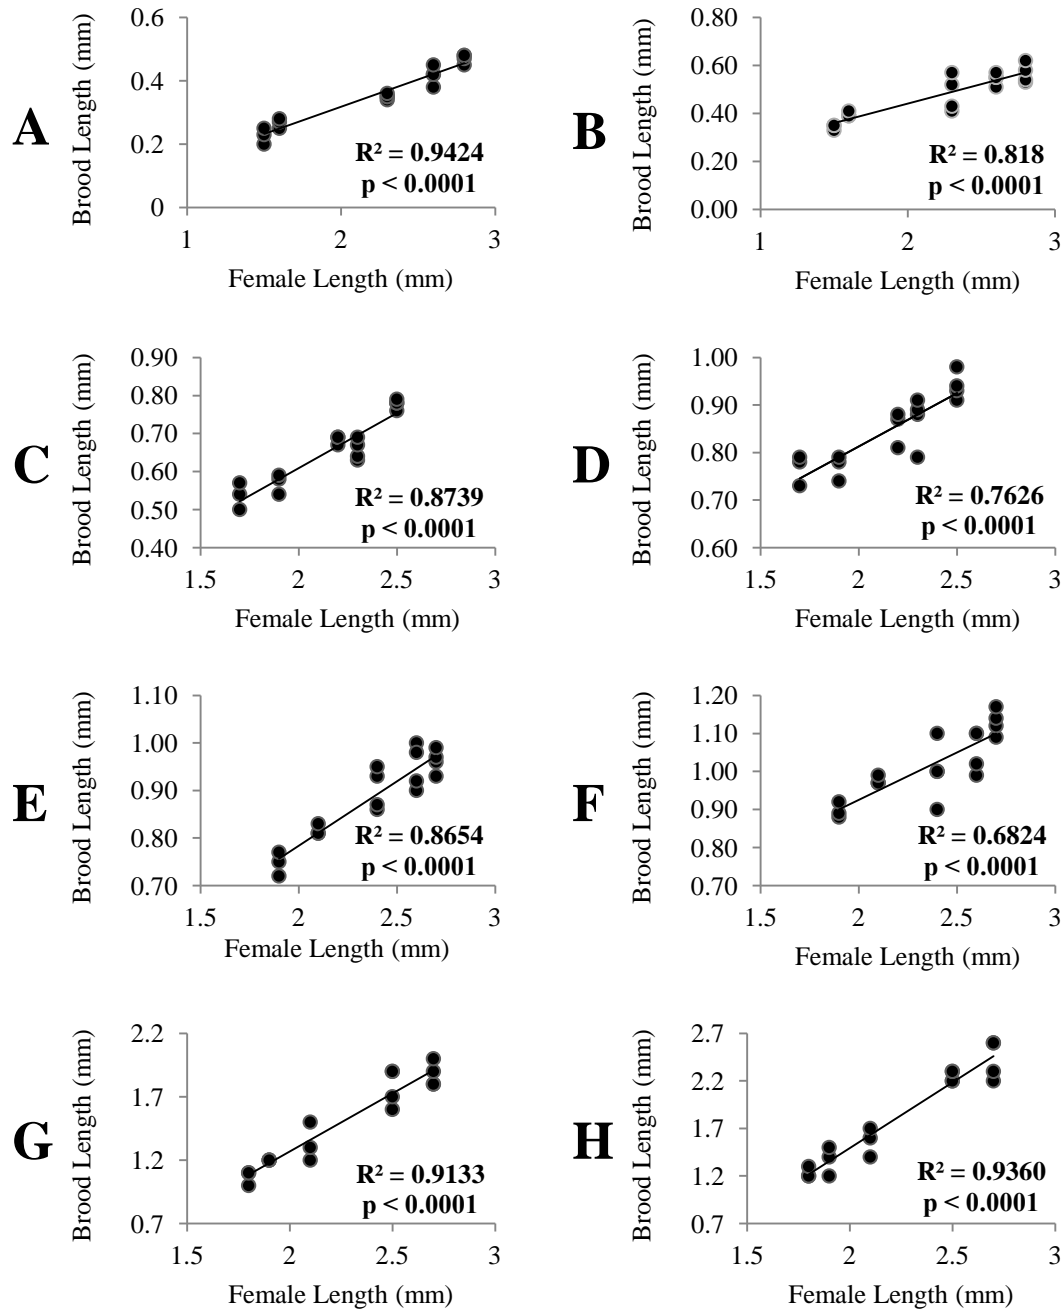 A
Brood Length (mm)
0.6
0.4
0.2
0
R² = 0.9424
p < 0.0001
1 2 3
Female Length (mm)
B
Brood Length (mm)
0.80
0.60
0.40
0.20
0.00
R² = 0.818
p < 0.0001
1 2 3
Female Length (mm)
C
Brood Length (mm)
0.90
0.80
0.70
0.60
0.50
0.40
R² = 0.8739
p < 0.0001
1.5 2 2.5 3
Female Length (mm)
D
Brood Length (mm)
1.00
0.90
0.80
0.70
0.60
R² = 0.7626
p < 0.0001
1.5 2 2.5 3
Female Length (mm)
E
Brood Length (mm)
1.10
1.00
0.90
0.80
0.70
R² = 0.8654
p < 0.0001
1.5 2 2.5 3
Female Length (mm)
F
Brood Length (mm)
1.20
1.10
1.00
0.90
0.80
0.70
R² = 0.6824
p < 0.0001
1.5 2 2.5 3
Female Length (mm)
G
Brood Length (mm)
2.2
1.7
1.2
0.7
R² = 0.9133
p < 0.0001
1.5 2 2.5 3
Female Length (mm)
H
Brood Length (mm)
2.7
2.2
1.7
1.2
0.7
R² = 0.9360
p < 0.0001
1.5 2 2.5 3
Female Length (mm)